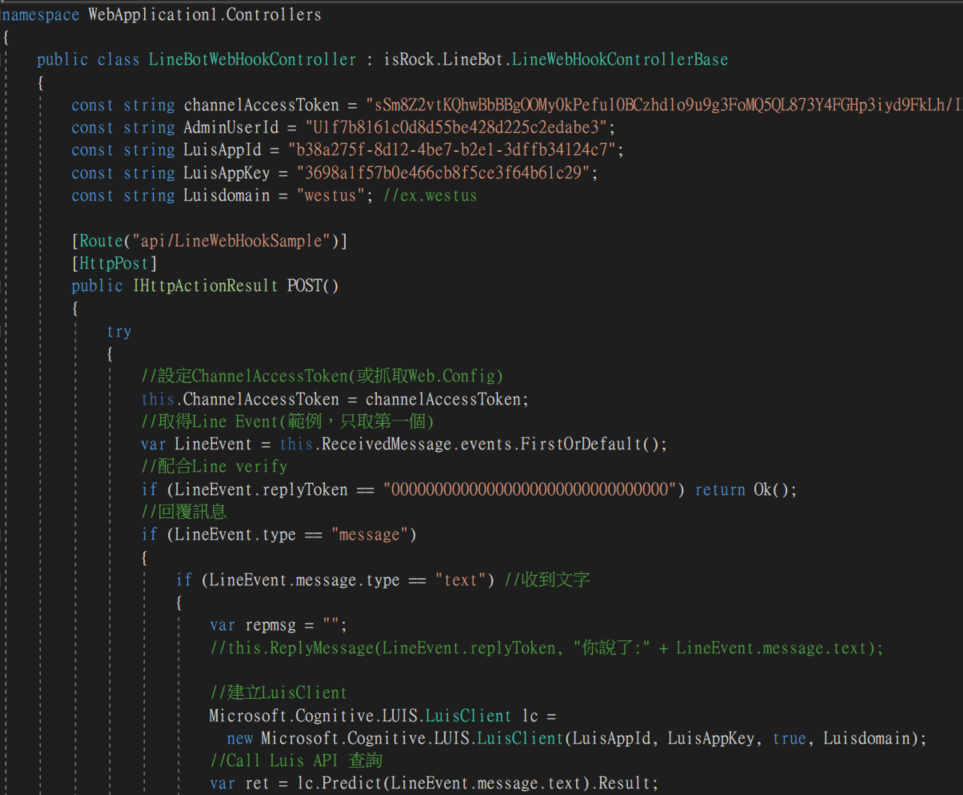 namespace WebApplication1.Controllers
{
public class LineBotWebHookController : isRock.LineBot.LineWebHookControllerBase
{
const string channelAccessToken = "sSm8Z2vtKQhwBbBBgOOMy0kPeful0BCzhdlo9u9g3FoMQ5QL873Y4FGHp3iyd9FkLh/I
const string AdminUserId = "U1f7b8161c0d8d55be428d225c2edabe3";
const string LuisAppId = "b38a275f-8d12-4be7-b2e1-3dffb34124c7";
const string LuisAppKey = "3698a1f57b0e466cb8f5ce3f64b61c29";
const string Luisdomain = "westus"; //ex.westus
[Route("api/LineWebHookSample")]
[HttpPost]
public IHttpActionResult POST()
{
try
{
//設定ChannelAccessToken(或抓取Web.Config)
this.ChannelAccessToken = channelAccessToken;
//取得Line Event(範例，只取第一個)
var LineEvent = this.ReceivedMessage.events.FirstOrDefault();
//配合Line verify
if (LineEvent.replyToken == "00000000000000000000000000000000") return Ok();
//回覆訊息
if (LineEvent.type == "message")
{
if (LineEvent.message.type == "text") //收到文字
{
var repmsg = "";
//this.ReplyMessage(LineEvent.replyToken, "你說了:" + LineEvent.message.text);
//建立LuisClient
Microsoft.Cognitive.LUIS.LuisClient lc =
new Microsoft.Cognitive.LUIS.LuisClient(LuisAppId, LuisAppKey, true, Luisdomain);
//Call Luis API 查詢
var ret = lc.Predict(LineEvent.message.text).Result;